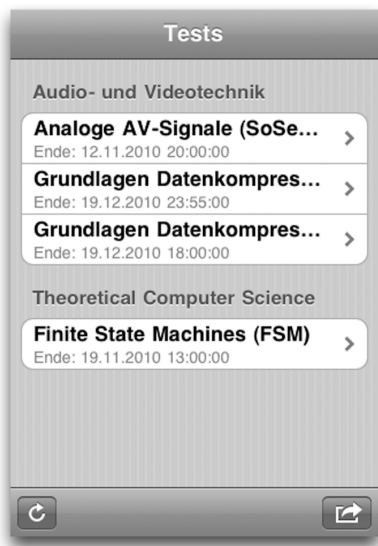 Tests
Audio- und Videotechnik
Analoge AV-Signale (SoSe...
Ende: 12.11.2010 20:00:00
Grundlagen Datenkompres...
Ende: 19.12.2010 23:55:00
Grundlagen Datenkompres...
Ende: 19.12.2010 18:00:00
Theoretical Computer Science
Finite State Machines (FSM)
Ende: 19.11.2010 13:00:00